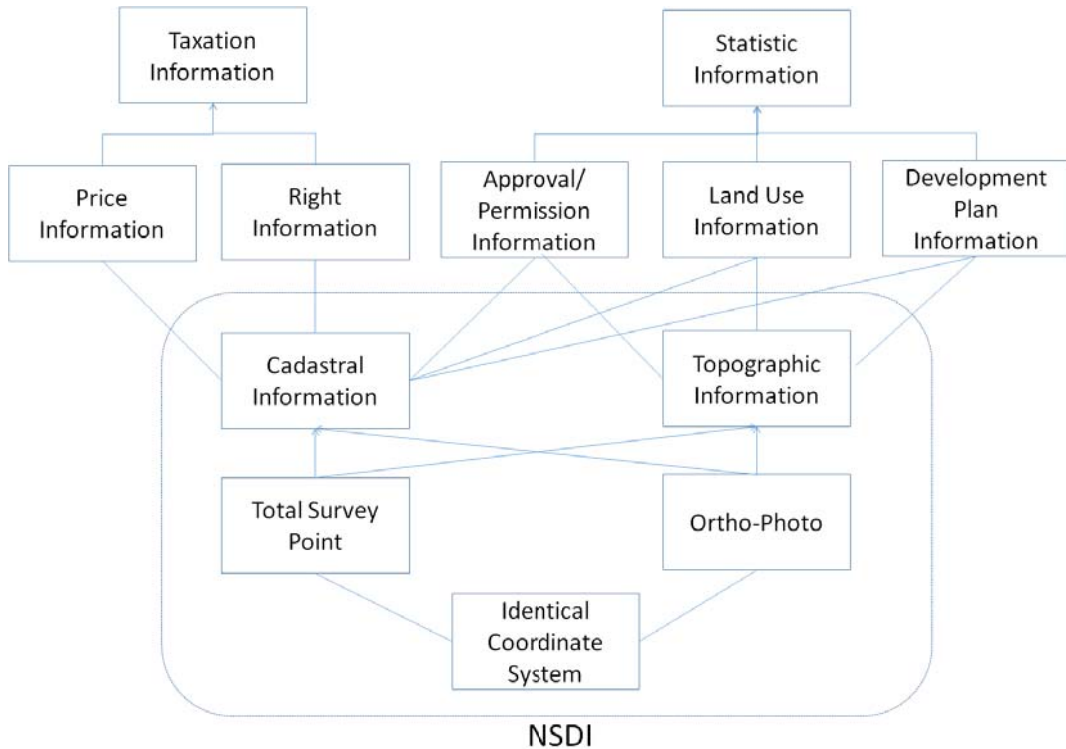 Taxation
Information
Statistic
Information
Price
Information
Right
Information
Approval/
Permission
Information
Land Use
Information
Development
Plan
Information
Cadastral
Information
Topographic
Information
Total Survey
Point
Ortho-Photo
Identical
Coordinate
System
NSDI